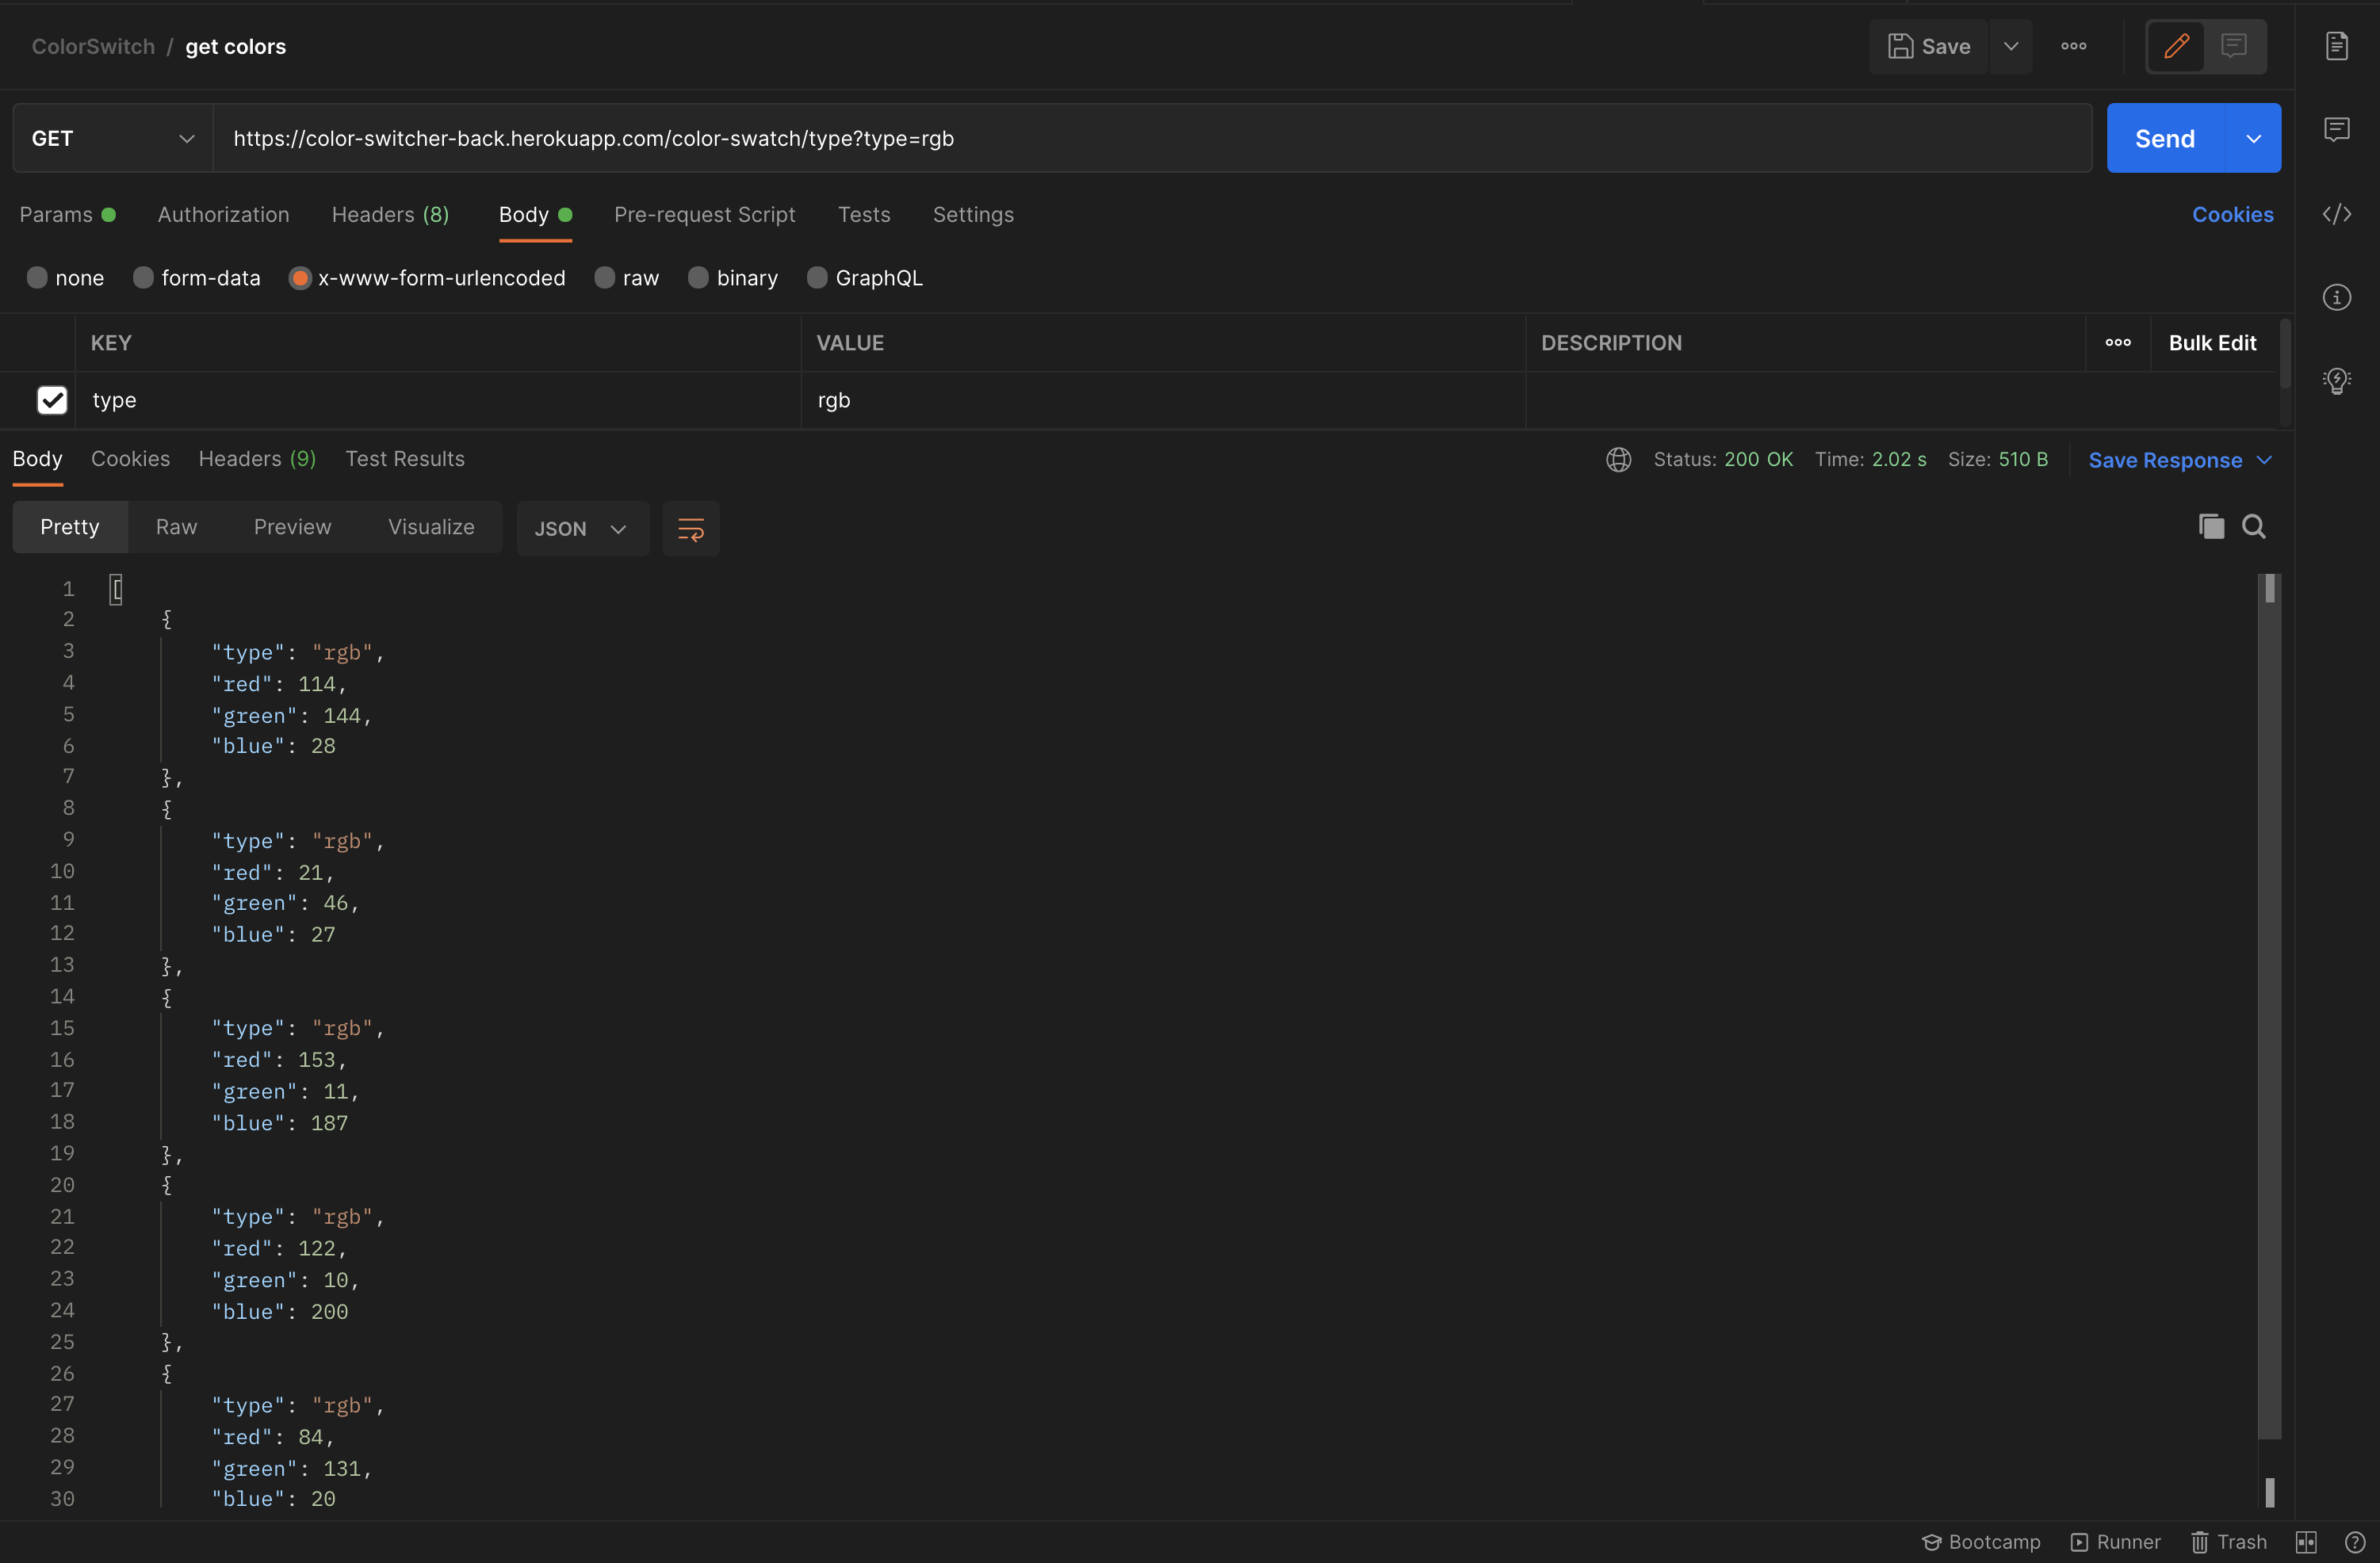 ColorSwitch / get colors
Save
GET https://color-switcher-back.herokuapp.com/color-swatch/type?type=rgb Send
Params Authorization Headers (8) Body Pre-request Script Tests Settings Cookies
none form-data x-www-form-urlencoded raw binary GraphQL
KEY VALUE DESCRIPTION Bulk Edit
type rgb
Body Cookies Headers (9) Test Results Status: 200 OK Time: 2.02 s Size: 510 B Save Response
Pretty Raw Preview Visualize JSON
1 [
2 {
3 "type": "rgb",
4 "red": 114,
5 "green": 144,
6 "blue": 28
7 },
8 {
9 "type": "rgb",
10 "red": 21,
11 "green": 46,
12 "blue": 27
13 },
14 {
15 "type": "rgb",
16 "red": 153,
17 "green": 11,
18 "blue": 187
19 },
20 {
21 "type": "rgb",
22 "red": 122,
23 "green": 10,
24 "blue": 200
25 },
26 {
27 "type": "rgb",
28 "red": 84,
29 "green": 131,
30 "blue": 20
Bootcamp Runner Trash